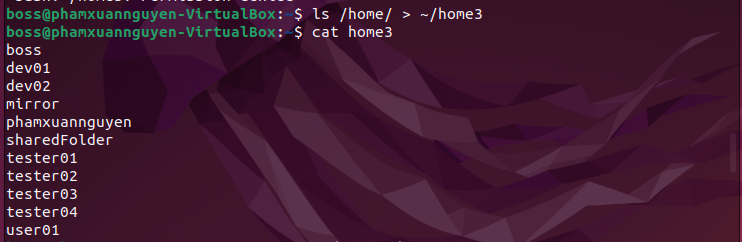 boss@phamxuannguyen-VirtualBox:~$ ls /home/ > ~/home3
boss@phamxuannguyen-VirtualBox:~$ cat home3
boss
dev01
dev02
mirror
phamxuannguyen
sharedFolder
tester01
tester02
tester03
tester04
user01